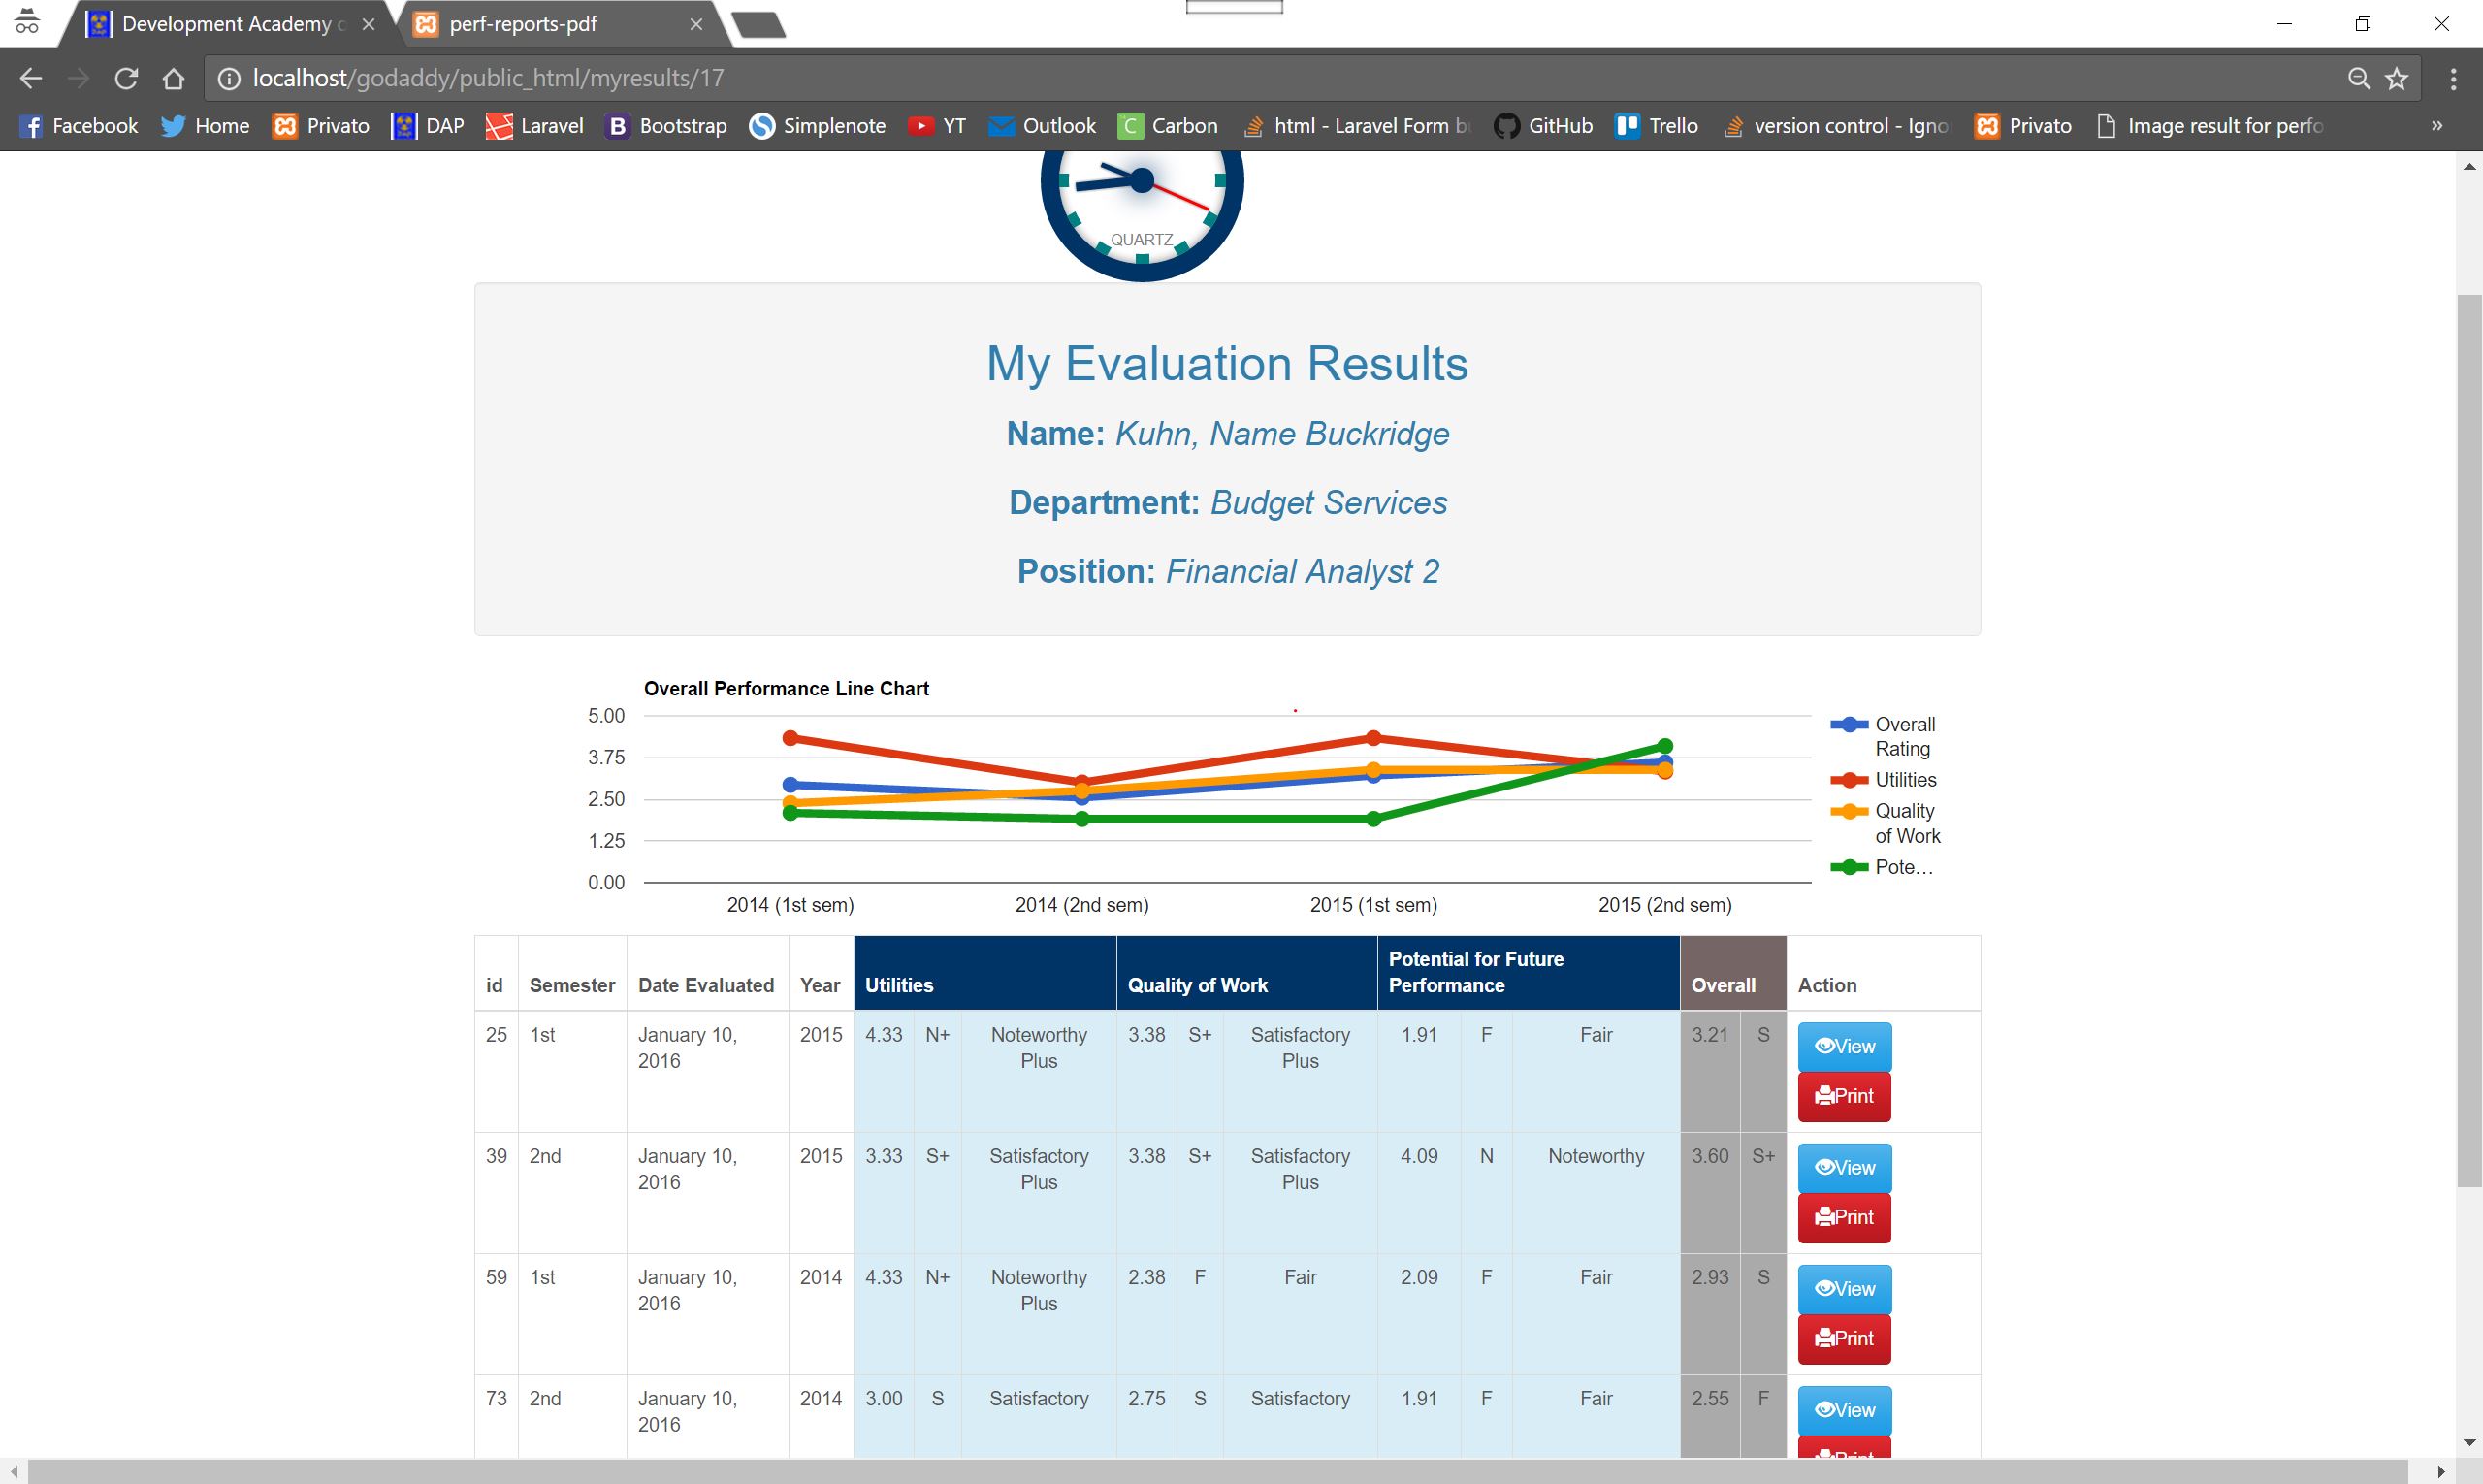 Development Academy
perf-reports-pdf
localhost/godaddy/public_html/myresults/17
Facebook Home Privato DAP Laravel Bootstrap Simplenote YT Outlook Carbon html - Laravel Form GitHub Trello version control - Igno Privato Image result for perfo »
QUARTZ
My Evaluation Results
Name: Kuhn, Name Buckridge
Department: Budget Services
Position: Financial Analyst 2
Overall Performance Line Chart
5.00
3.75
2.50
1.25
0.00
2014 (1st sem) 2014 (2nd sem) 2015 (1st sem) 2015 (2nd sem)
Overall
Rating
Utilities
Quality
of Work
Pote...
id Semester Date Evaluated Year Utilities Quality of Work Potential for Future
Performance Overall Action
25 1st January 10, 2015 4.33 N+ Noteworthy 3.38 S+ Satisfactory 1.91 F Fair 3.21 S View
2016 Plus Plus
Print
39 2nd January 10, 2015 3.33 S+ Satisfactory 3.38 S+ Satisfactory 4.09 N Noteworthy 3.60 S+ View
2016 Plus Plus
Print
59 1st January 10, 2014 4.33 N+ Noteworthy 2.38 F Fair 2.09 F Fair 2.93 S View
2016 Plus
Print
73 2nd January 10, 2014 3.00 S Satisfactory 2.75 S Satisfactory 1.91 F Fair 2.55 F View
2016
Print